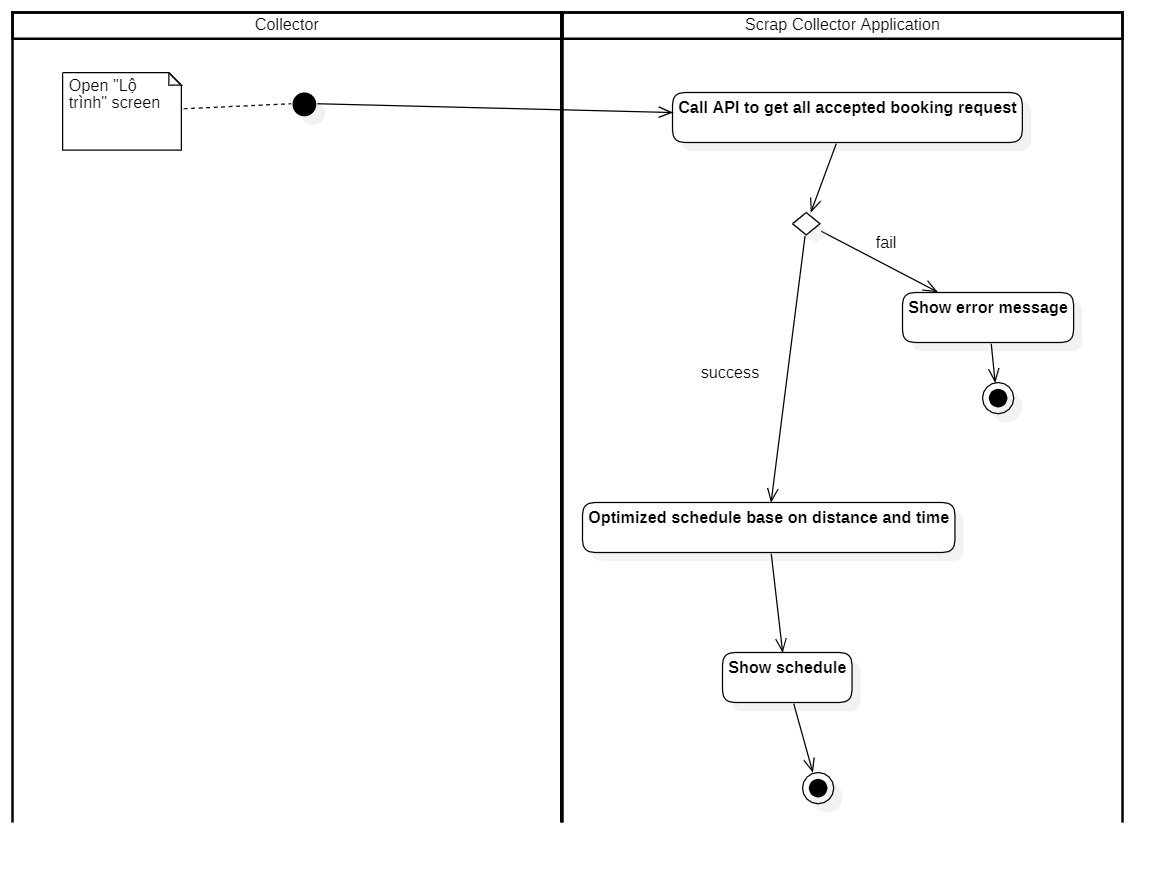 Collector
Scrap Collector Application
Open "Lộ
trình" screen
Call API to get all accepted booking request
fail
Show error message
success
Optimized schedule base on distance and time
Show schedule